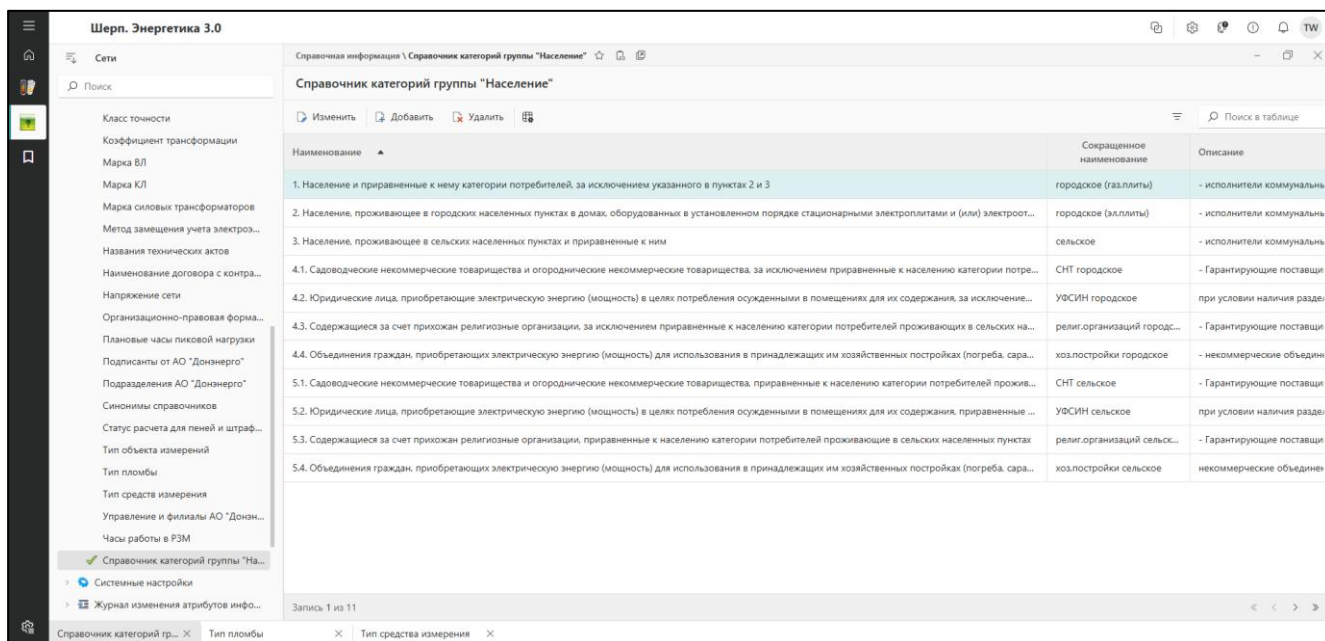 Шерп. Энергетика 3.0
TW
Сети
Поиск
Класс точности
Коэффициент трансформации
Марка ВЛ
Марка КЛ
Марка силовых трансформаторов
Метод замещения учета электроэ...
Названия технических актов
Наименование договора с контра...
Напряжение сети
Организационно-правовая форма...
Плановые часы пиковой нагрузки
Подписанты от АО "Донэнерго"
Подразделения АО "Донэнерго"
Синонимы справочников
Статус расчета для пеней и штраф...
Тип объекта измерений
Тип пломбы
Тип средств измерения
Управление и филиалы АО "Донэн...
Часы работы в РЗМ
Справочник категорий группы "На...
Системные настройки
Журнал изменения атрибутов инфо...
Справочная информация \ Справочник категорий группы "Население"
Справочник категорий группы "Население"
Изменить Добавить Удалить Поиск в таблице
Наименование Сокращенное наименование Описание
1. Население и приравненные к нему категории потребителей, за исключением указанного в пунктах 2 и 3 городское (газ.плиты) - исполнители коммунальн
2. Население, проживающее в городских населенных пунктах в домах, оборудованных в установленном порядке стационарными электроплитами и (или) электроот... городское (эл.плиты) - исполнители коммунальн
3. Население, проживающее в сельских населенных пунктах и приравненные к ним сельское - исполнители коммунальн
4.1. Садоводческие некоммерческие товарищества и огороднические некоммерческие товарищества, за исключением приравненные к населению категории потре... СНТ городское - Гарантирующие поставщи
4.2. Юридические лица, приобретающие электрическую энергию (мощность) в целях потребления осужденными в помещениях для их содержания, за исключение... УФСИН городское при условии наличия разде
4.3. Содержащиеся за счет прихожан религиозные организации, за исключением приравненные к населению категории потребителей проживающих в сельских на... религ.организаций городс... - Гарантирующие поставщи
4.4. Объединения граждан, приобретающие электрическую энергию (мощность) для использования в принадлежащих им хозяйственных постройках (погреба, сара... хоз.постройки городское - некоммерческие объедин
5.1. Садоводческие некоммерческие товарищества и огороднические некоммерческие товарищества, приравненные к населению категории потребителей прожив... СНТ сельское - Гарантирующие поставщи
5.2. Юридические лица, приобретающие электрическую энергию (мощность) в целях потребления осужденными в помещениях для их содержания, приравненные ... УФСИН сельское при условии наличия разде
5.3. Содержащиеся за счет прихожан религиозные организации, приравненные к населению категории потребителей проживающие в сельских населенных пунктах религ.организаций сельск... - Гарантирующие поставщи
5.4. Объединения граждан, приобретающие электрическую энергию (мощность) для использования в принадлежащих им хозяйственных постройках (погреба, сара... хоз.постройки сельское некоммерческие объединен
Запись 1 из 11
Справочник категорий гр... Тип пломбы Тип средства измерения